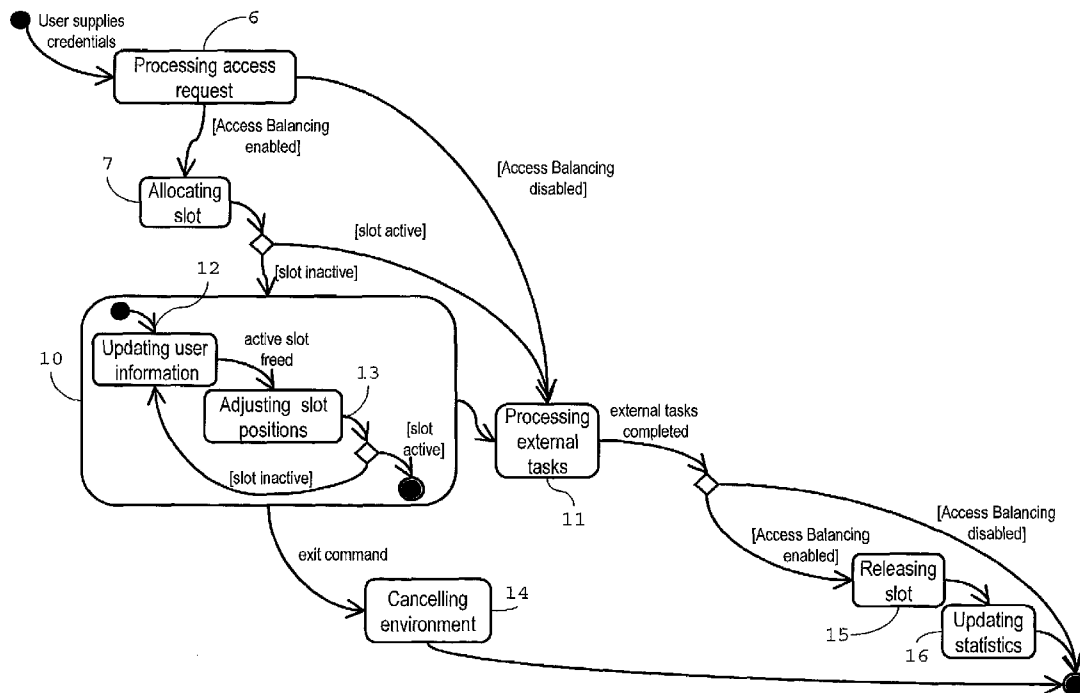 User supplies
credentials
6
Processing access
request
[Access Balancing
enabled]
[Access Balancing
disabled]
7
Allocating
slot
[slot active]
[slot inactive]
12
Updating user
information
active slot
freed
10
13
Adjusting slot
positions
[slot
active]
[slot inactive]
Processing
external
tasks
11
external tasks
completed
[Access Balancing
enabled]
[Access Balancing
disabled]
exit command
Cancelling
environment
14
Releasing
slot
15
Updating
statistics
16